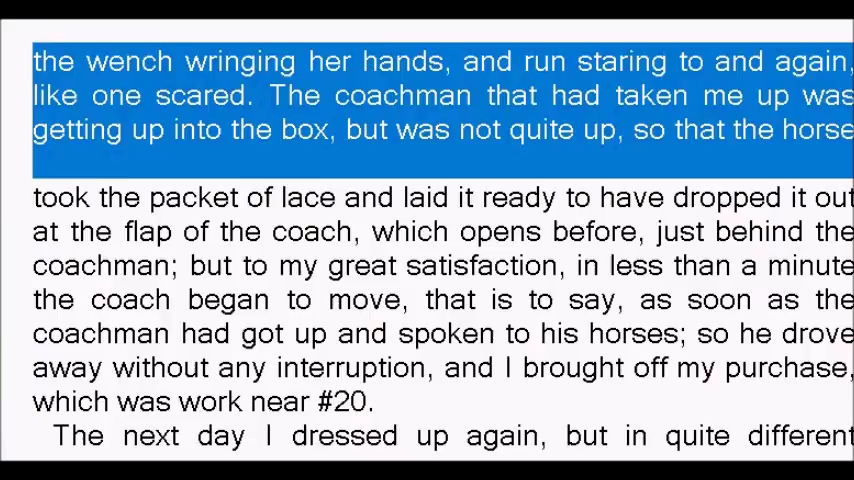 the wench wringing her hands, and run staring to and again,
like one scared. The coachman that had taken me up was
getting up into the box, but was not quite up, so that the horse
took the packet of lace and laid it ready to have dropped it out
at the flap of the coach, which opens before, just behind the
coachman; but to my great satisfaction, in less than a minute
the coach began to move, that is to say, as soon as the
coachman had got up and spoken to his horses; so he drove
away without any interruption, and I brought off my purchase,
which was work near #20.
The next day I dressed up again, but in quite different